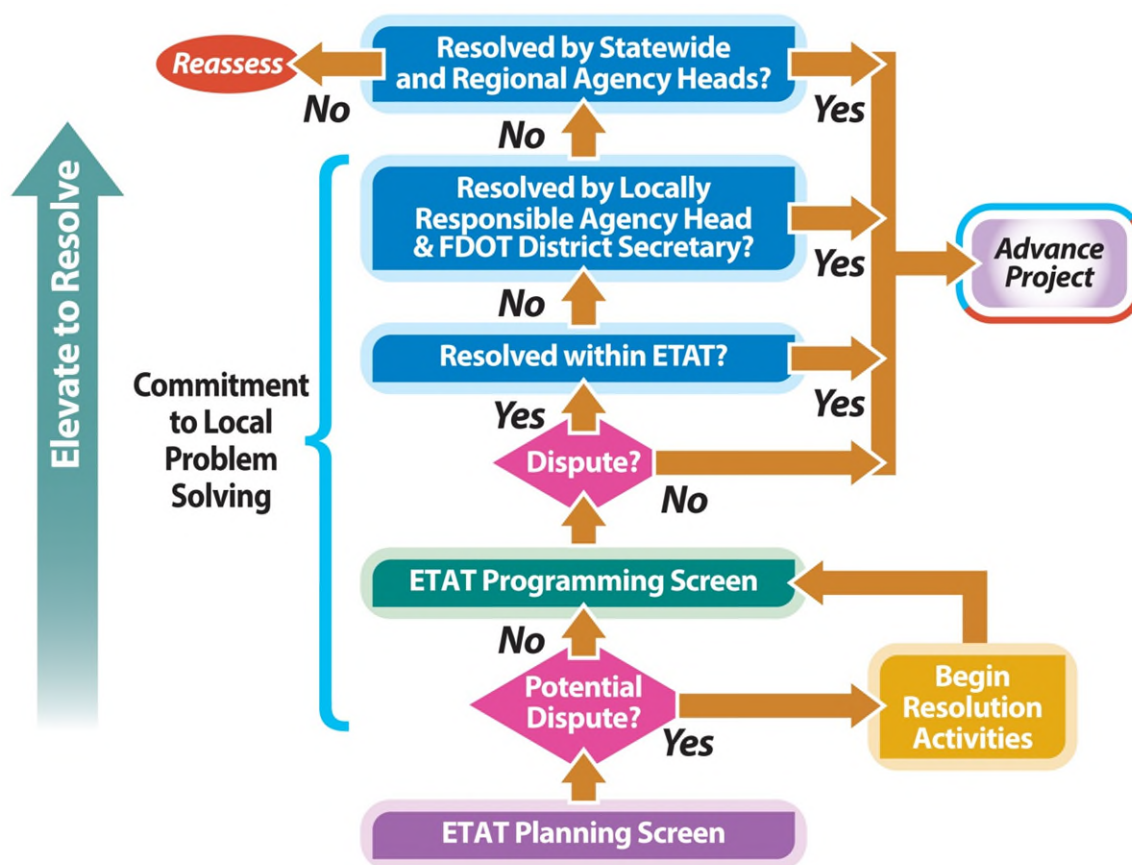 Reassess
Resolved by Statewide
and Regional Agency Heads?
No
Yes
No
Resolved by Locally
Responsible Agency Head
& FDOT District Secretary?
Yes
Advance
Project
No
Resolved within ETAT?
Yes
Yes
Elevate to Resolve
Commitment
to Local
Problem
Solving
Dispute?
No
ETAT Programming Screen
No
Potential
Dispute?
Yes
Begin
Resolution
Activities
ETAT Planning Screen